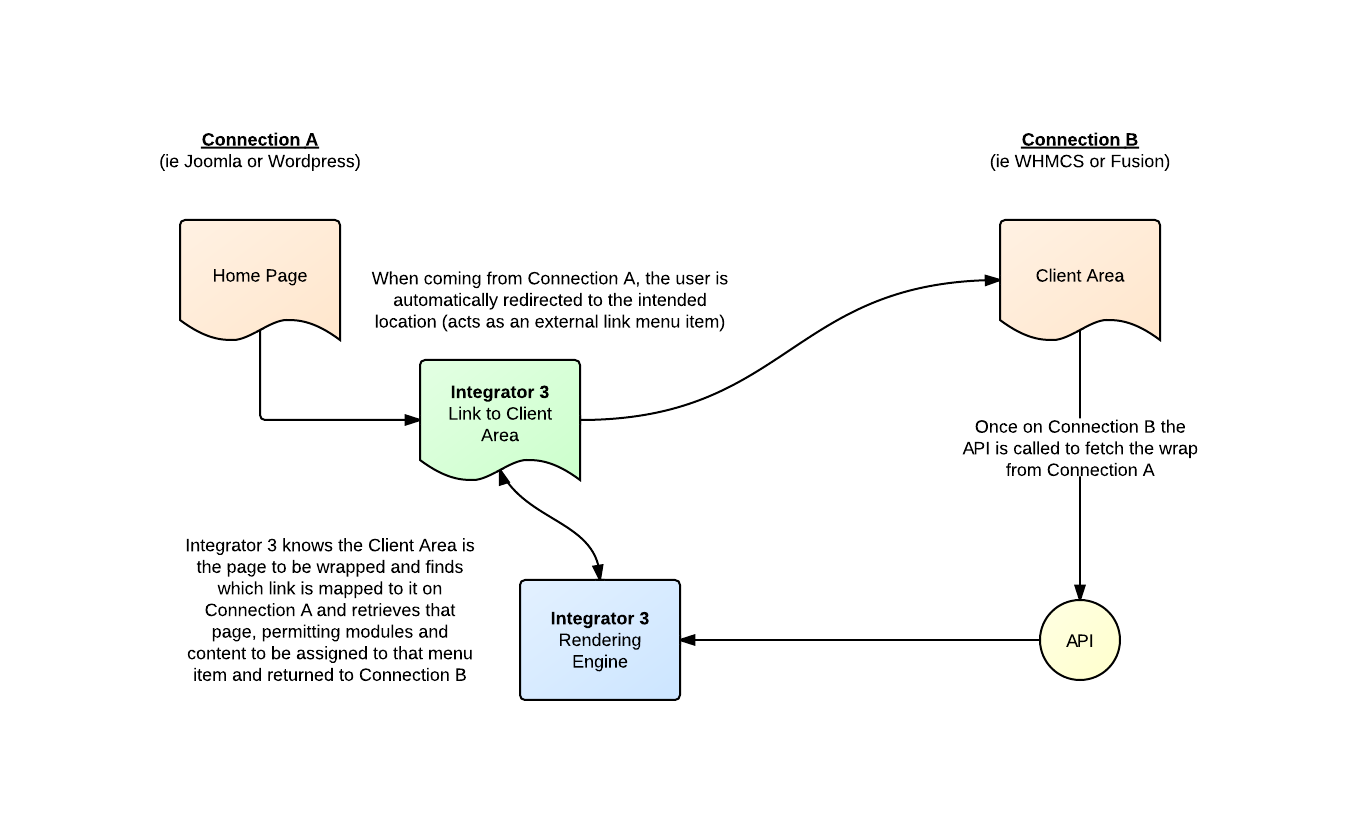 Connection A
(ie Joomla or Wordpress)
Connection B
(ie WHMCS or Fusion)
Home Page
Client Area
When coming from Connection A, the user is
automatically redirected to the intended
location (acts as an external link menu item)
Integrator 3
Link to Client
Area
Once on Connection B the
API is called to fetch the wrap
from Connection A
Integrator 3 knows the Client Area is
the page to be wrapped and finds
which link is mapped to it on
Connection A and retrieves that
page, permitting modules and
content to be assigned to that menu
item and returned to Connection B
Integrator 3
Rendering
Engine
API